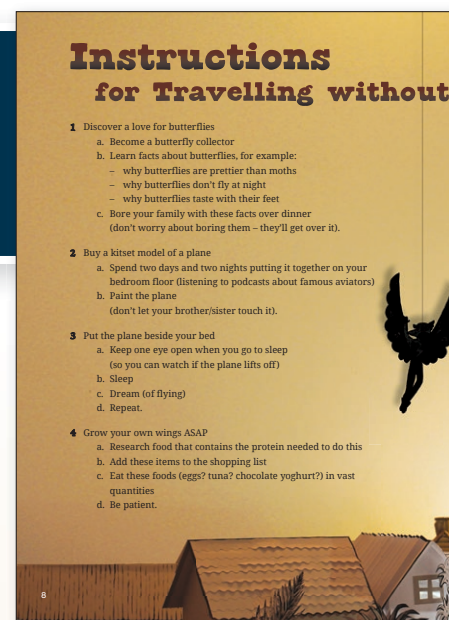 Instructions
for Travelling without
1 Discover a love for butterflies
a. Become a butterfly collector
b. Learn facts about butterflies, for example:
– why butterflies are prettier than moths
– why butterflies don't fly at night
– why butterflies taste with their feet
c. Bore your family with these facts over dinner
(don't worry about boring them – they'll get over it).
2 Buy a kitset model of a plane
a. Spend two days and two nights putting it together on your
bedroom floor (listening to podcasts about famous aviators)
b. Paint the plane
(don't let your brother/sister touch it).
3 Put the plane beside your bed
a. Keep one eye open when you go to sleep
(so you can watch if the plane lifts off)
b. Sleep
c. Dream (of flying)
d. Repeat.
4 Grow your own wings ASAP
a. Research food that contains the protein needed to do this
b. Add these items to the shopping list
c. Eat these foods (eggs? tuna? chocolate yoghurt?) in vast
quantities
d. Be patient.
8